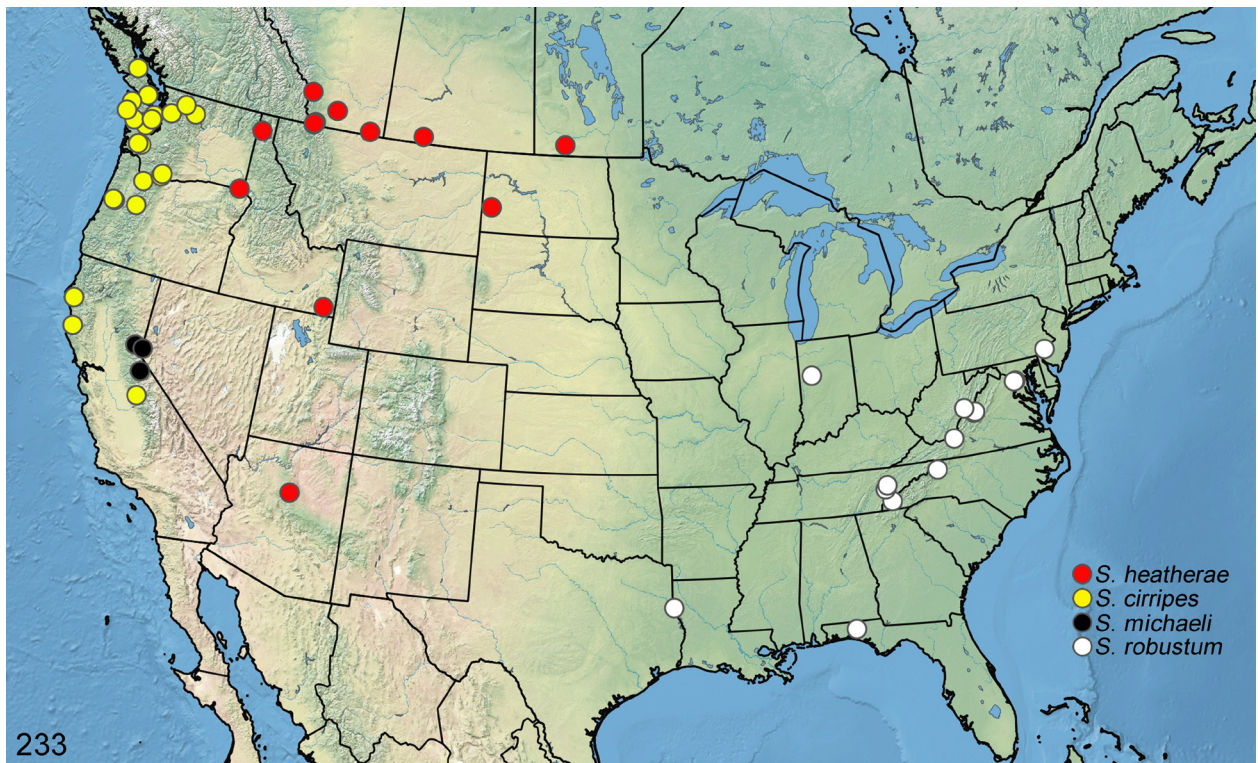 S. heatherae
S. cirripes
S. michaeli
S. robustum
233